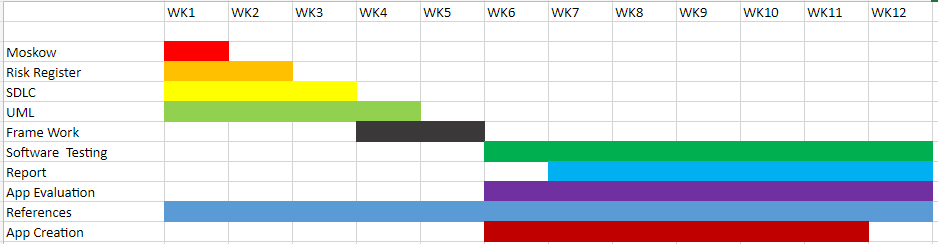 WK1 WK2 WK3 WK4 WK5 WK6 WK7 WK8 WK9 WK10 WK11 WK12
Moskow
Risk Register
SDLC
UML
Frame Work
Software  Testing
Report
App Evaluation
References
App Creation